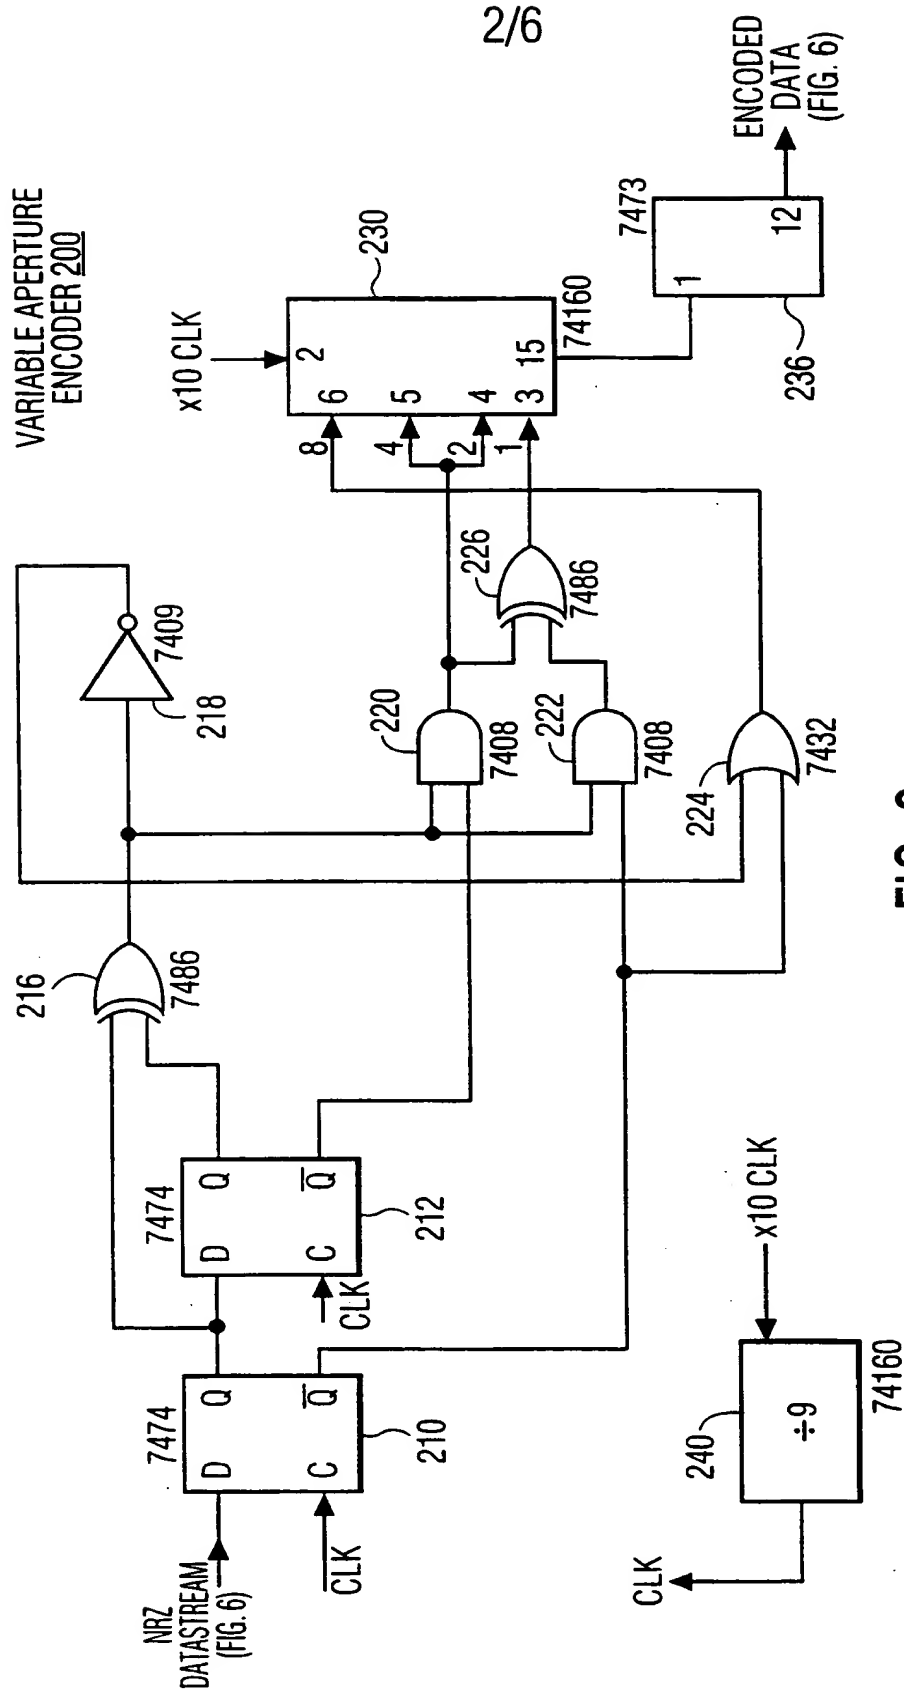 2/6
VARIABLE APERTURE
ENCODER 200
x10 CLK
230
2
6
5
4
3
15
8
4
2
1
74160
7473
1
12
236
ENCODED
DATA
(FIG. 6)
218
7409
216
7486
220
7408
222
7408
226
7486
224
7432
7474
D
Q
C
Q̅
212
CLK
7474
D
Q
C
Q̅
210
CLK
NRZ
DATASTREAM
(FIG. 6)
240
÷9
74160
x10 CLK
CLK